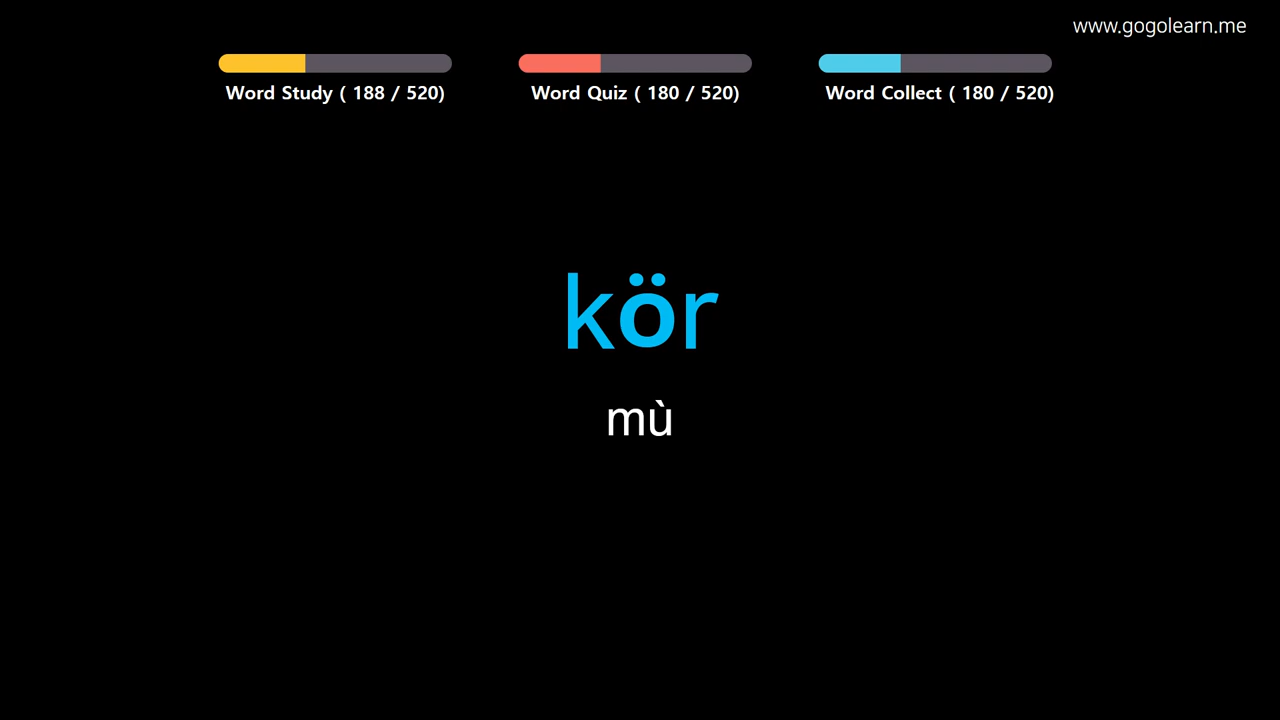 www.gogolearn.me
Word Study ( 188 / 520)
Word Quiz ( 180 / 520)
Word Collect ( 180 / 520)
kör
mù